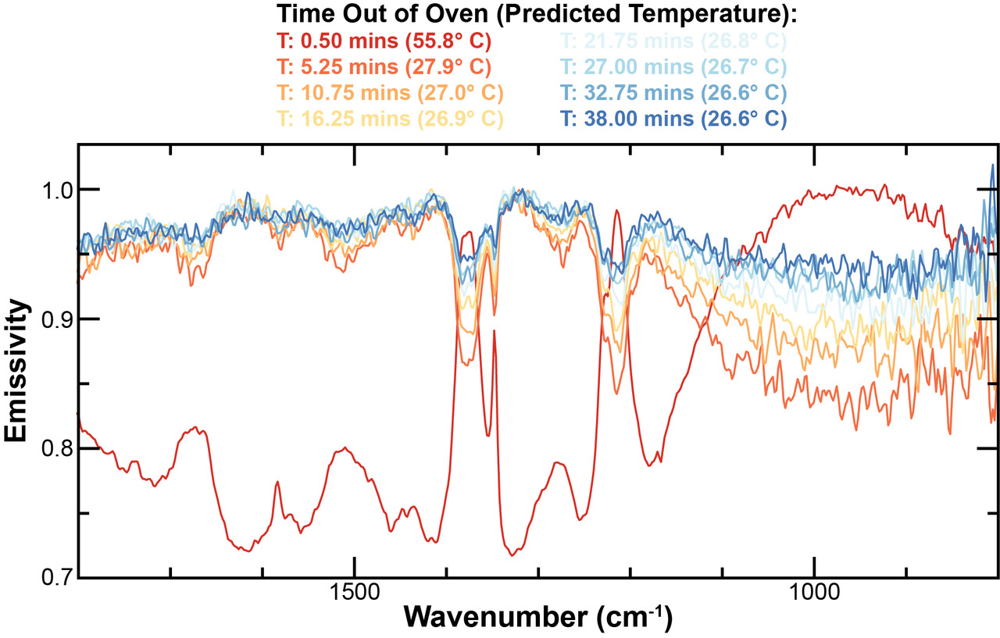 Time Out of Oven (Predicted Temperature):
T: 0.50 mins (55.8° C)
T: 5.25 mins (27.9° C)
T: 10.75 mins (27.0° C)
T: 16.25 mins (26.9° C)
T: 21.75 mins (26.8° C)
T: 27.00 mins (26.7° C)
T: 32.75 mins (26.6° C)
T: 38.00 mins (26.6° C)
Emissivity
1.0
0.9
0.8
0.7
1500
1000
Wavenumber (cm⁻¹)